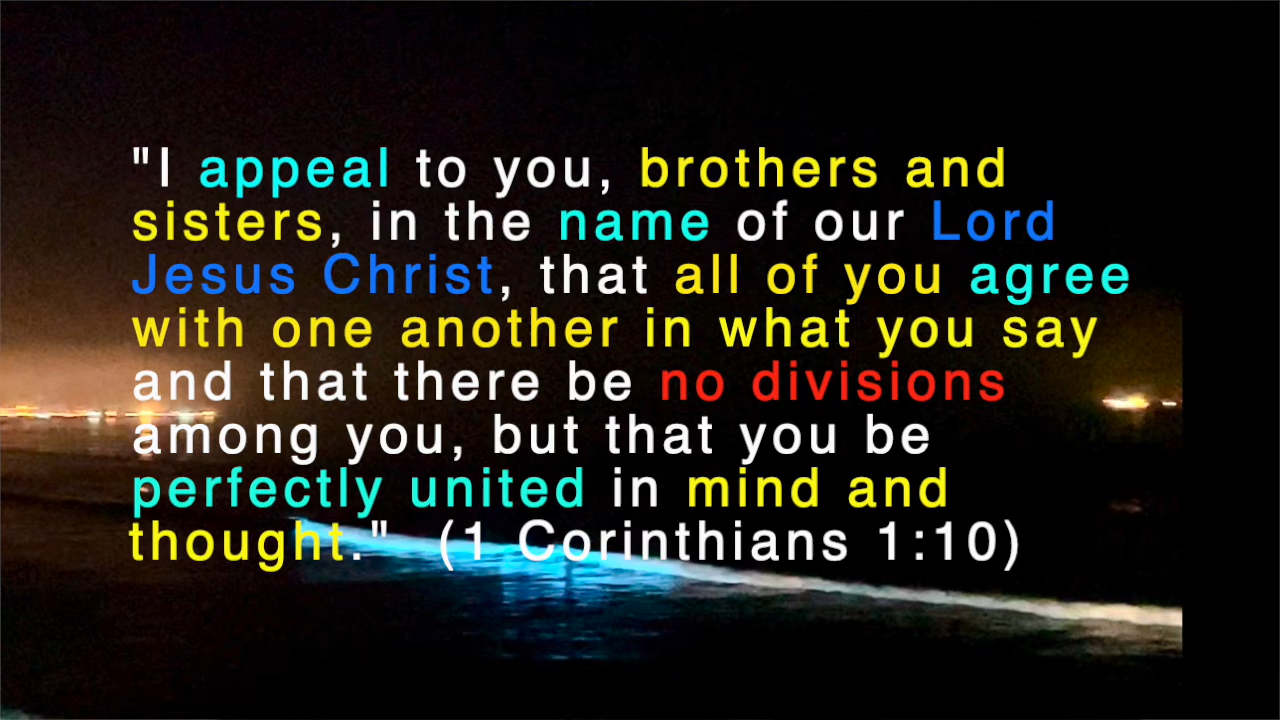 "I appeal to you, brothers and
sisters, in the name of our Lord
Jesus Christ, that all of you agree
with one another in what you say
and that there be no divisions
among you, but that you be
perfectly united in mind and
thought."  (1 Corinthians 1:10)